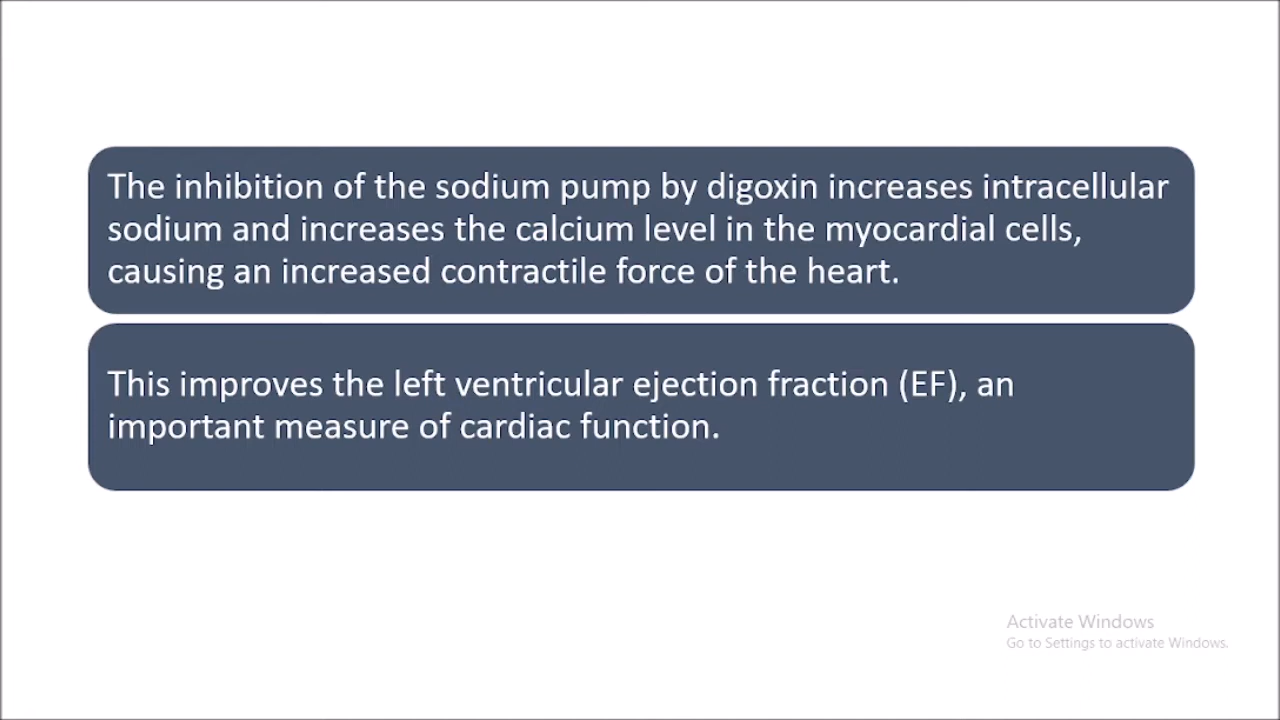 The inhibition of the sodium pump by digoxin increases intracellular
sodium and increases the calcium level in the myocardial cells,
causing an increased contractile force of the heart.
This improves the left ventricular ejection fraction (EF), an
important measure of cardiac function.
Activate Windows
Go to Settings to activate Windows.